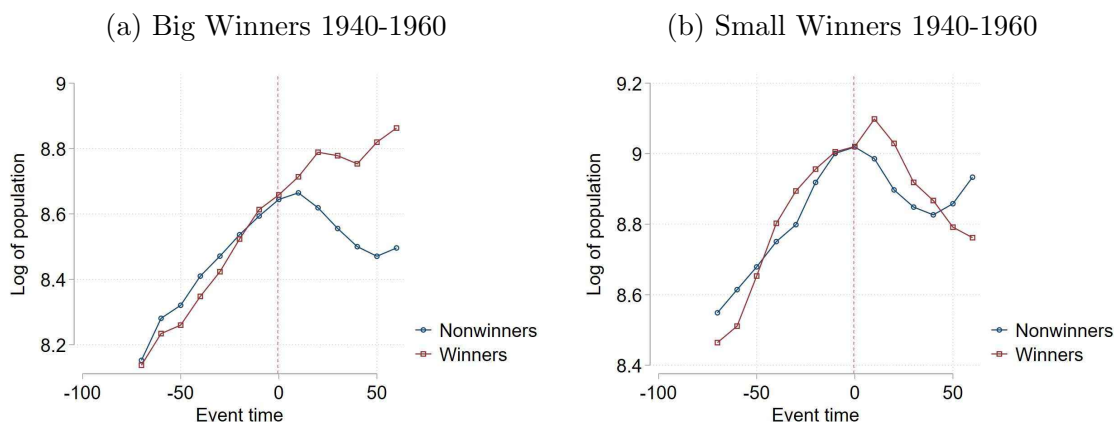 (a) Big Winners 1940-1960
9
8.8
8.6
8.4
8.2
Log of population
-100
-50
0
50
Event time
Nonwinners
Winners
(b) Small Winners 1940-1960
9.2
9
8.8
8.6
8.4
Log of population
-100
-50
0
50
Event time
Nonwinners
Winners